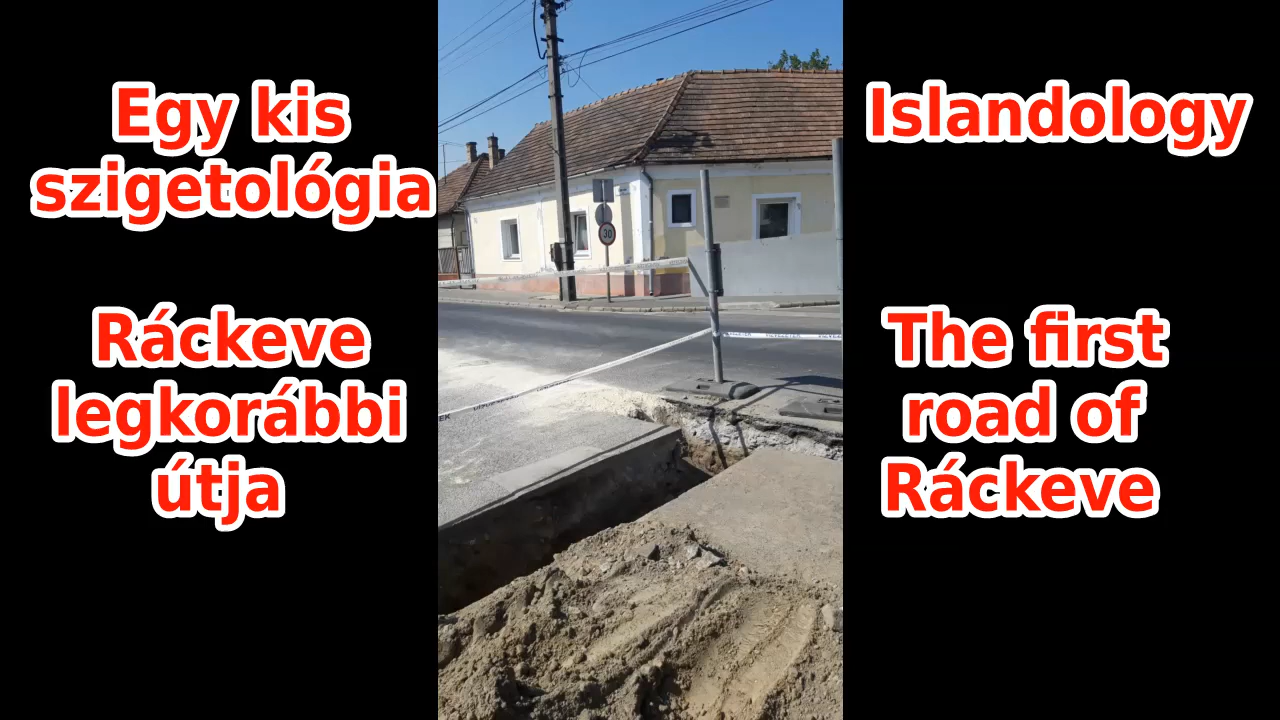 Egy kis
szigetológia
Ráckeve
legkorábbi
útja
Islandology
The first
road of
Ráckeve
30